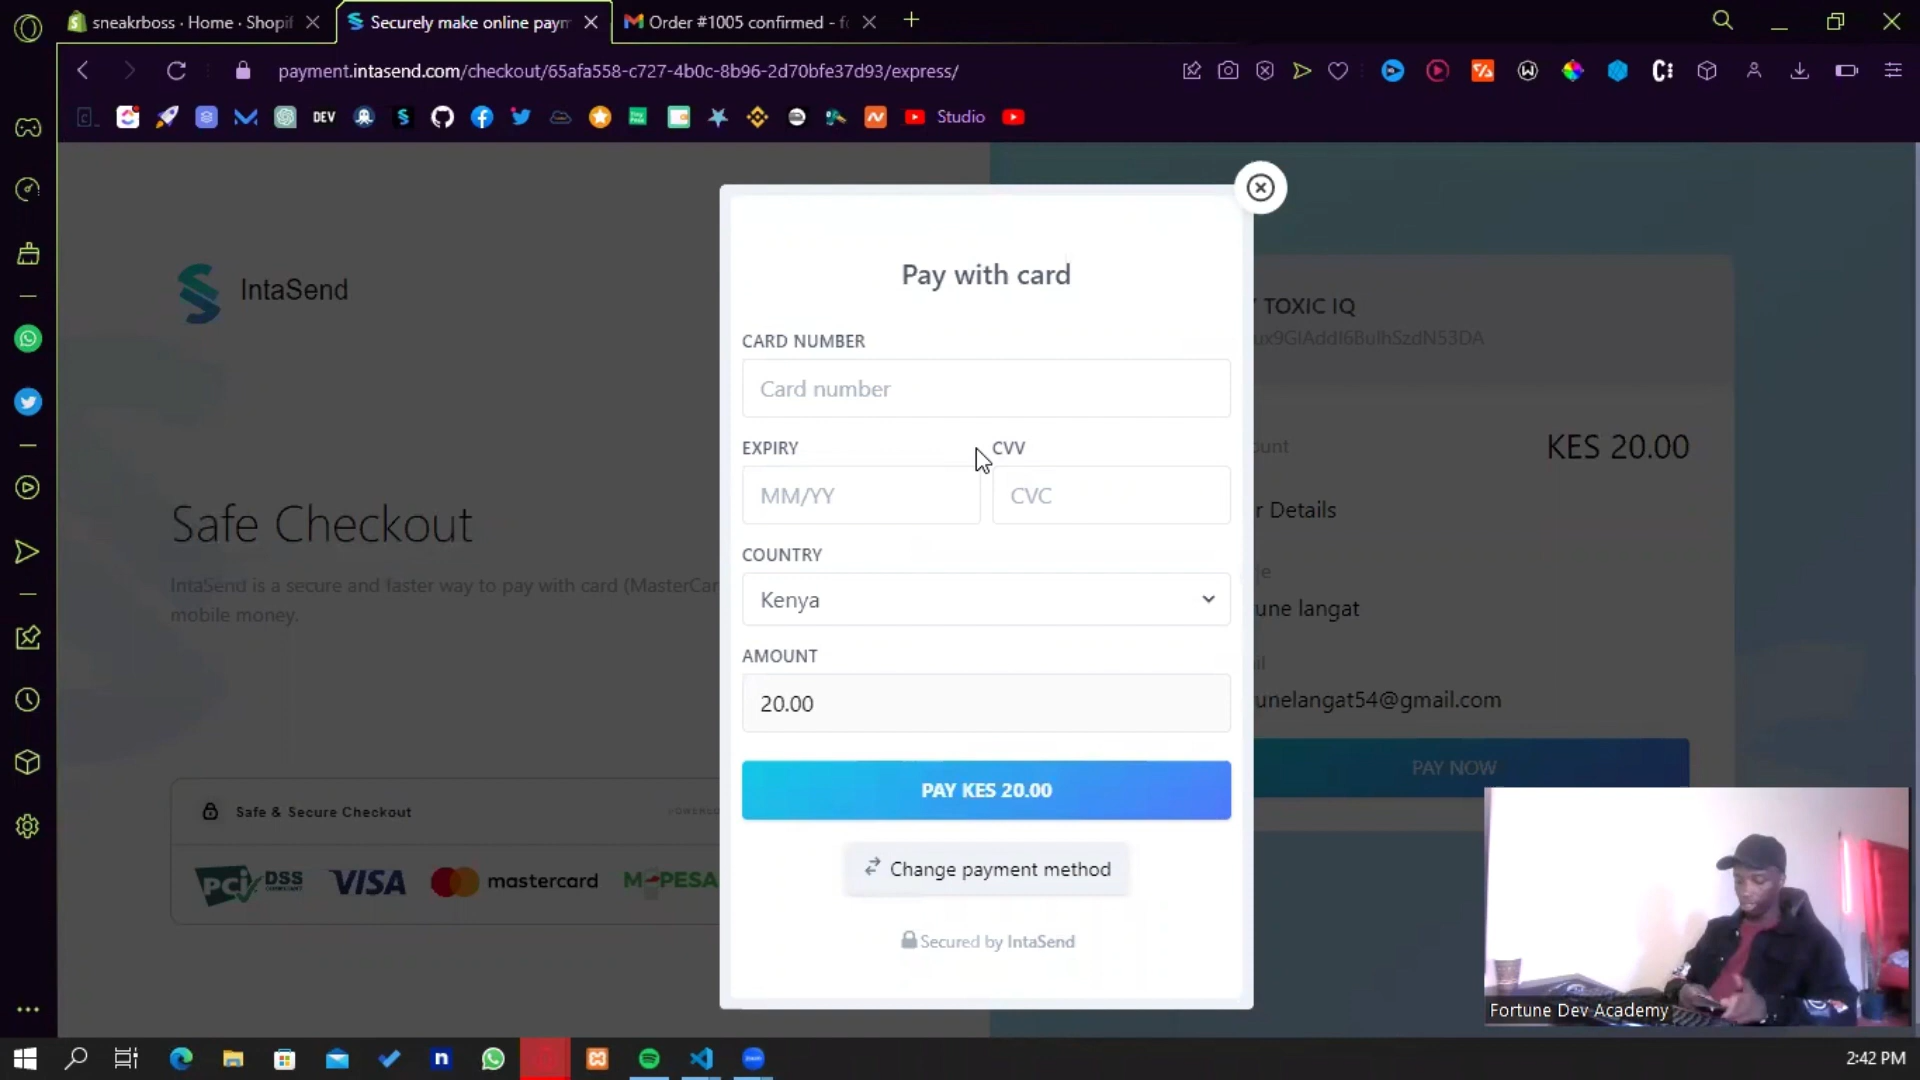 sneakrboss · Home · Shopif
Securely make online paym
Order #1005 confirmed - f
payment.intasend.com/checkout/65afa558-c727-4b0c-8b96-2d70bfe37d93/express/
DEV
Studio
IntaSend
Safe Checkout
IntaSend is a secure and faster way to pay with card (MasterCar
mobile money.
Safe & Secure Checkout
POWERED
PCi DSS
VISA
mastercard
M-PESA
Pay with card
CARD NUMBER
Card number
EXPIRY
CVV
MM/YY
CVC
COUNTRY
Kenya
AMOUNT
20.00
PAY KES 20.00
Change payment method
Secured by IntaSend
TOXIC IQ
ount
KES 20.00
r Details
une langat
unelangat54@gmail.com
PAY NOW
Fortune Dev Academy
2:42 PM